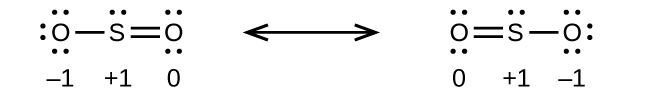 O S O O S O
–1 +1 0 0 +1 –1